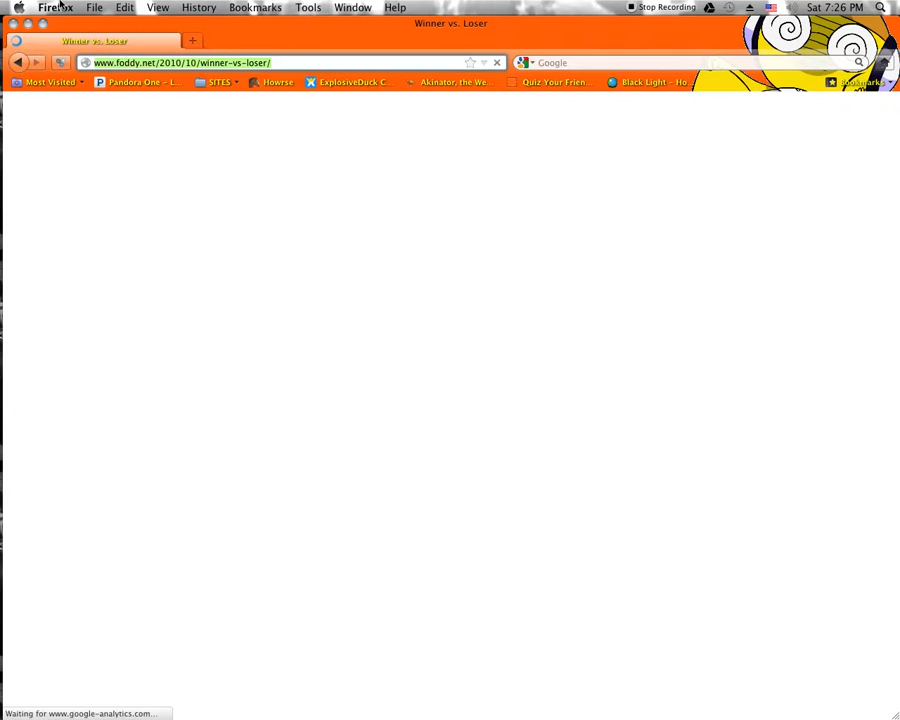 Firefox File Edit View History Bookmarks Tools Window Help Stop Recording Sat 7:26 PM
Winner vs. Loser
Winner vs. Loser
www.foddy.net/2010/10/winner-vs-loser/ Google
Most Visited Pandora One – L... SITES Howrse ExplosiveDuck C... Akinator, the We... Quiz Your Frien... Black Light – Ho... Bookmarks
Waiting for www.google-analytics.com...